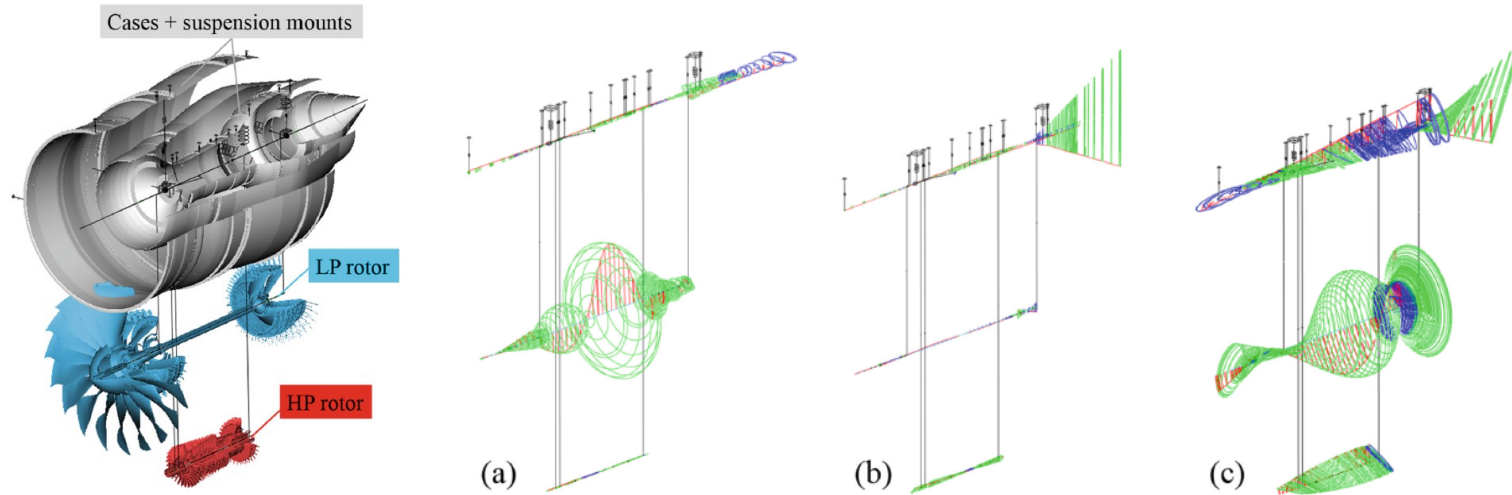 Cases + suspension mounts
LP rotor
HP rotor
(a)
(b)
(c)